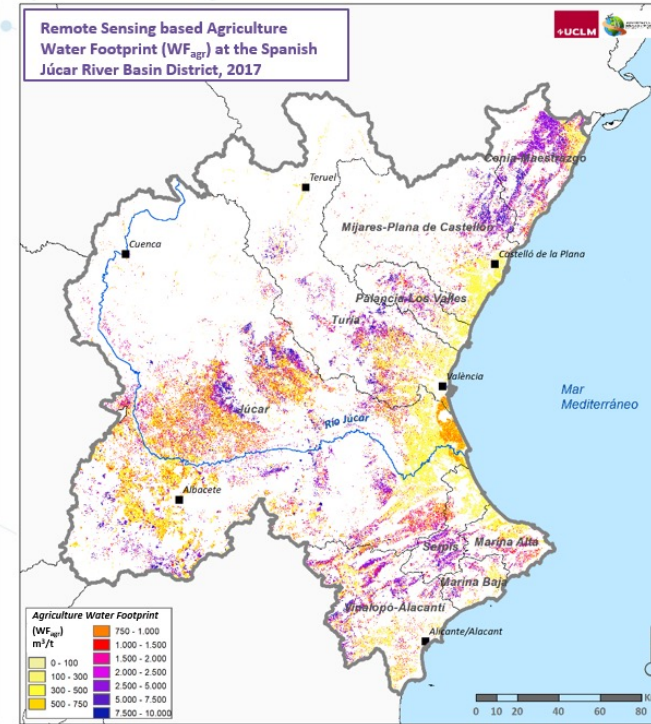 Remote Sensing based Agriculture
Water Footprint (WFagr) at the Spanish
Júcar River Basin District, 2017
UCLM
Cenia-Maestrazgo
Teruel
Mijares-Plana de Castellón
Cuenca
Castelló de la Plana
Palancia-Los Valles
Turia
València
Mar
Mediterráneo
Júcar
Río Júcar
Albacete
Serpis
Marina Alta
Marina Baja
Vinalopó-Alacantí
Alicante/Alacant
Agriculture Water Footprint
(WFagr)
m³/t
0 - 100
100 - 300
300 - 500
500 - 750
750 - 1.000
1.000 - 1.500
1.500 - 2.000
2.000 - 2.500
2.500 - 5.000
5.000 - 7.500
7.500 - 10.000
0 10 20 40 60 80